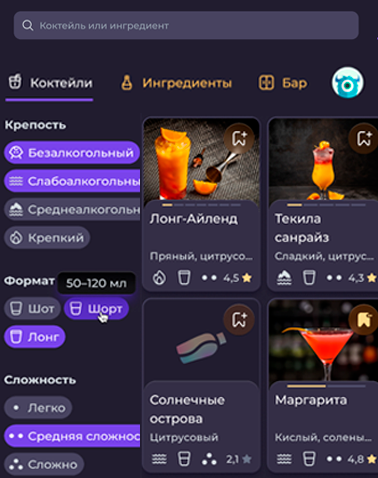 Коктейль или ингредиент
Коктейли
Ингредиенты
Бар
Крепость
Безалкогольный
Слабоалкогольны
Среднеалкогольн
Крепкий
Формат
50–120 мл
Шот
Шорт
Лонг
Сложность
Легко
Средняя сложнос
Сложно
Лонг-Айленд
Пряный, цитрусо...
4,5
Текила
санрайз
Сладкий, цитрус...
4,3
Солнечные
острова
Цитрусовый
2,1
Маргарита
Кислый, солены...
4,8